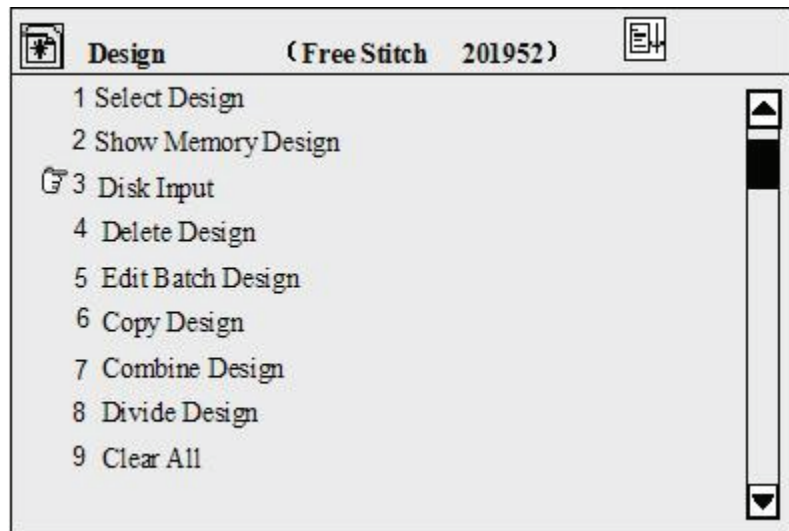 Design (Free Stitch 201952)
1 Select Design
2 Show Memory Design
3 Disk Input
4 Delete Design
5 Edit Batch Design
6 Copy Design
7 Combine Design
8 Divide Design
9 Clear All